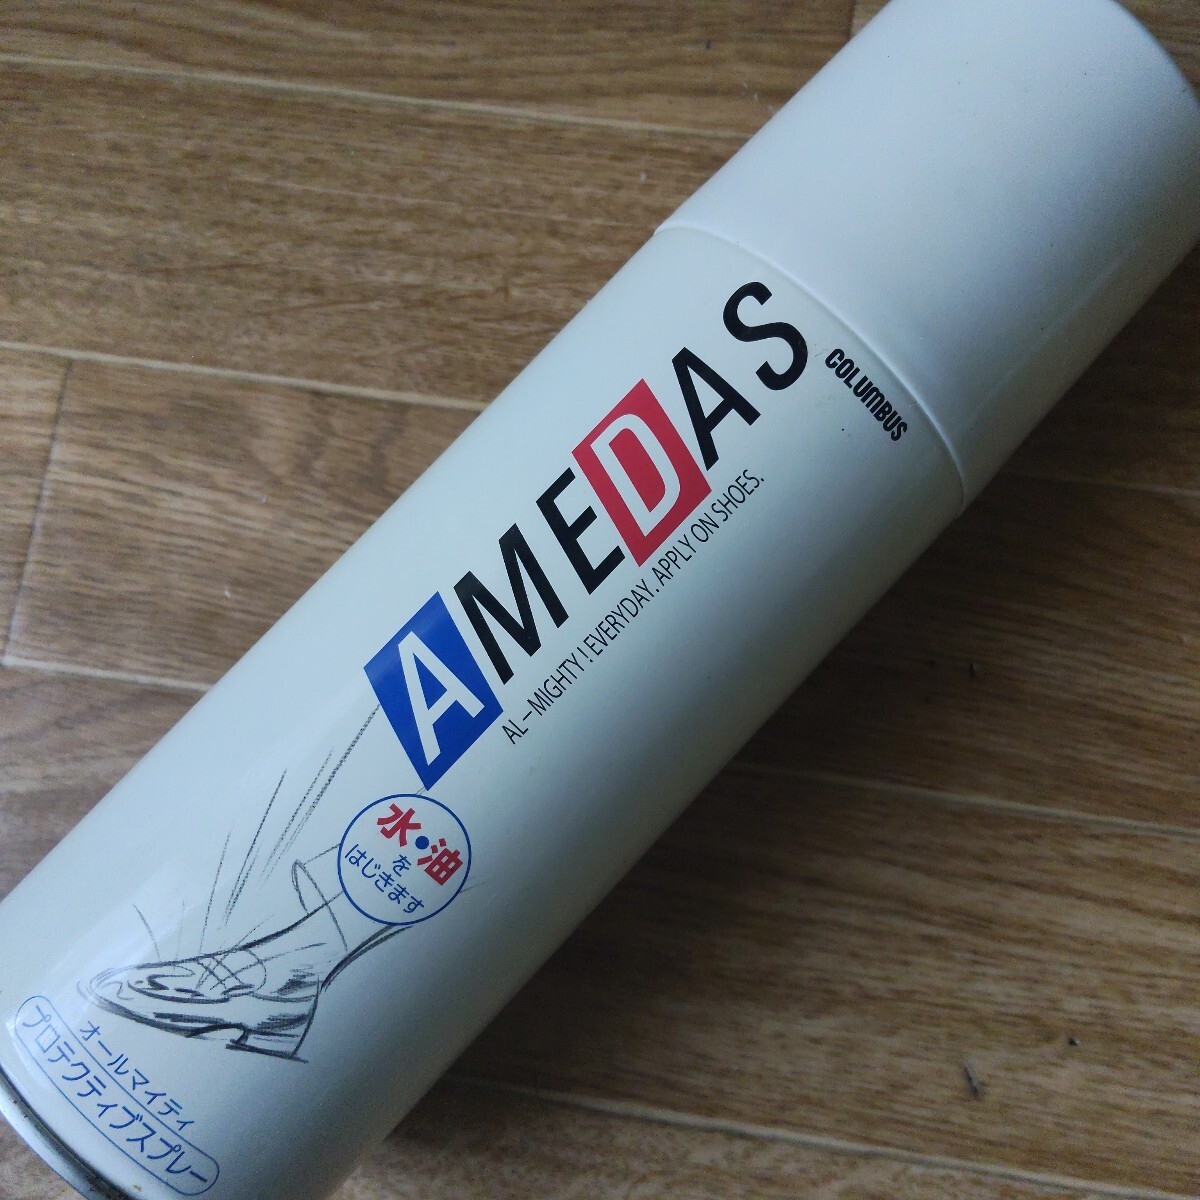 AMEDAS
COLUMBUS
AL–MIGHTY ! EVERYDAY. APPLY ON SHOES.
水・油
を
はじきます
オールマイティ
プロテクティブスプレー